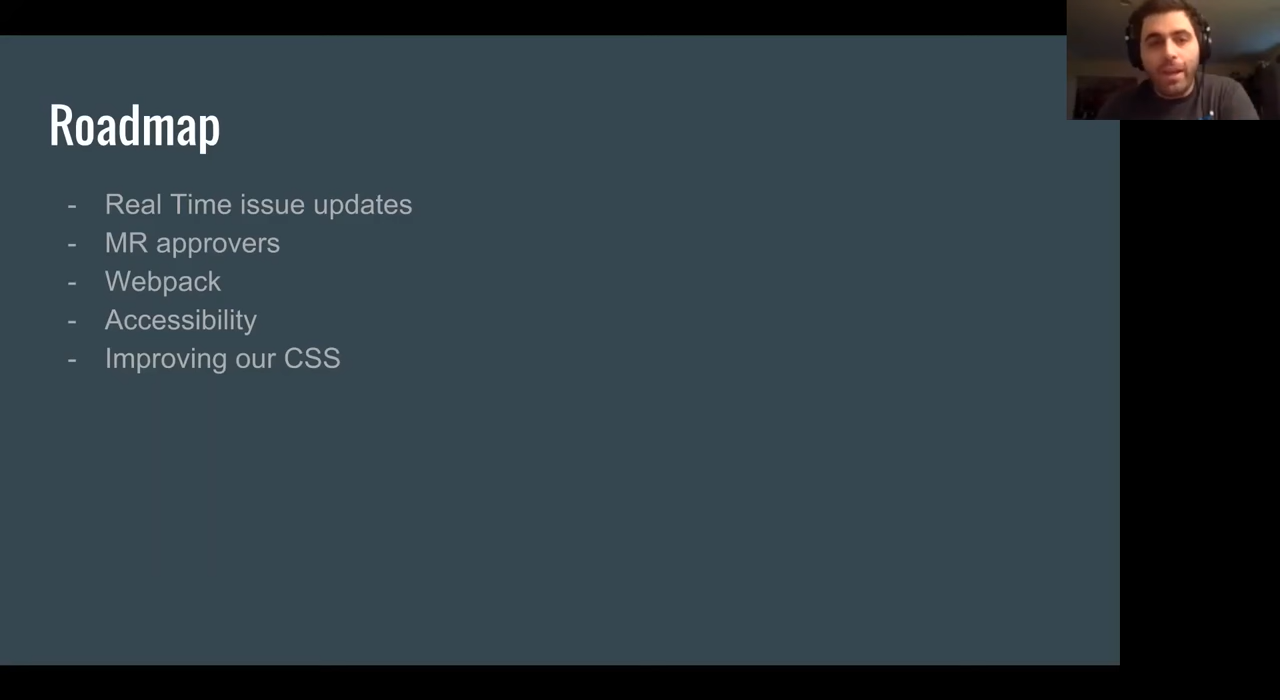 Roadmap
- Real Time issue updates
- MR approvers
- Webpack
- Accessibility
- Improving our CSS